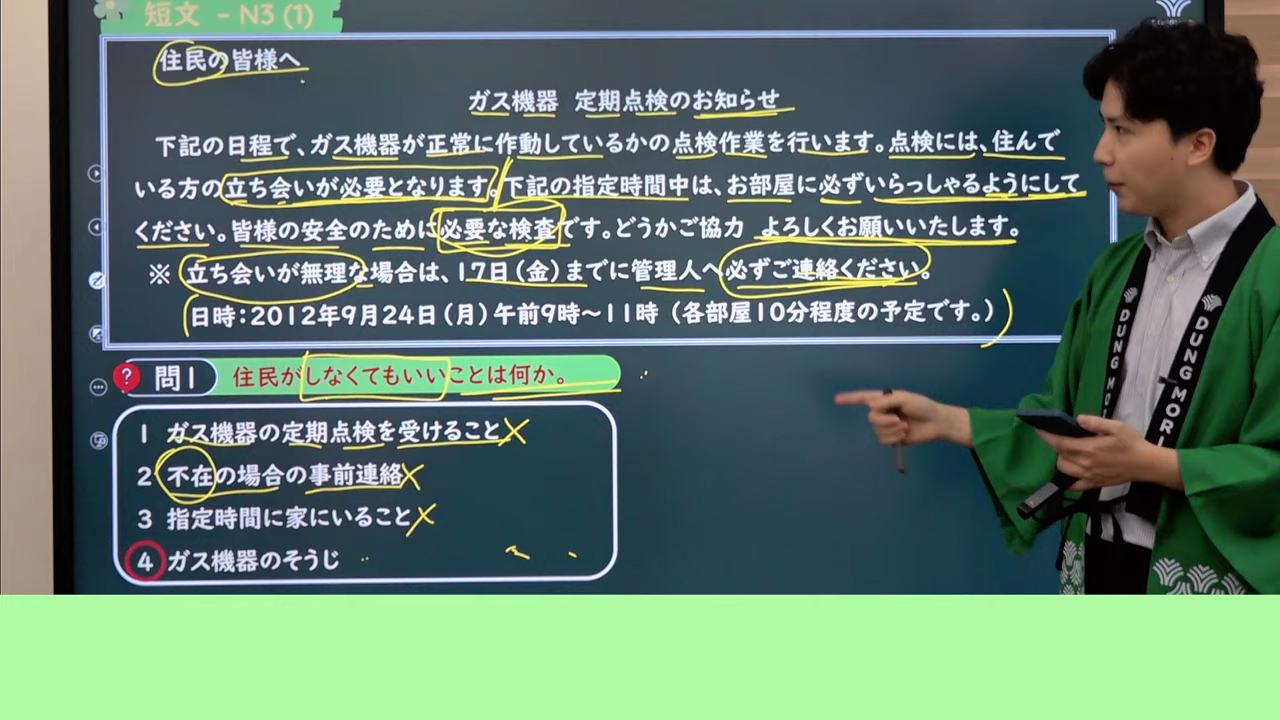 短文 - N3 (1)
住民の皆様へ
ガス機器 定期点検のお知らせ
下記の日程で、ガス機器が正常に作動しているかの点検作業を行います。点検には、住んで
いる方の立ち会いが必要となります。下記の指定時間中は、お部屋に必ずいらっしゃるようにして
ください。皆様の安全のために必要な検査です。どうかご協力 よろしくお願いいたします。
※ 立ち会いが無理な場合は、17日(金)までに管理人へ必ずご連絡ください。
日時:2012年9月24日(月)午前9時~11時 (各部屋10分程度の予定です。)
? 問1 住民がしなくてもいいことは何か。
1 ガス機器の定期点検を受けること
2 不在の場合の事前連絡
3 指定時間に家にいること
4 ガス機器のそうじ
DUNG MORI
DUNG MORI